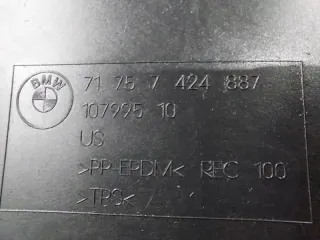 BMW
71 75 7 424 887
107995 10
US
>PP-EPDM< REC 100
>TPS<